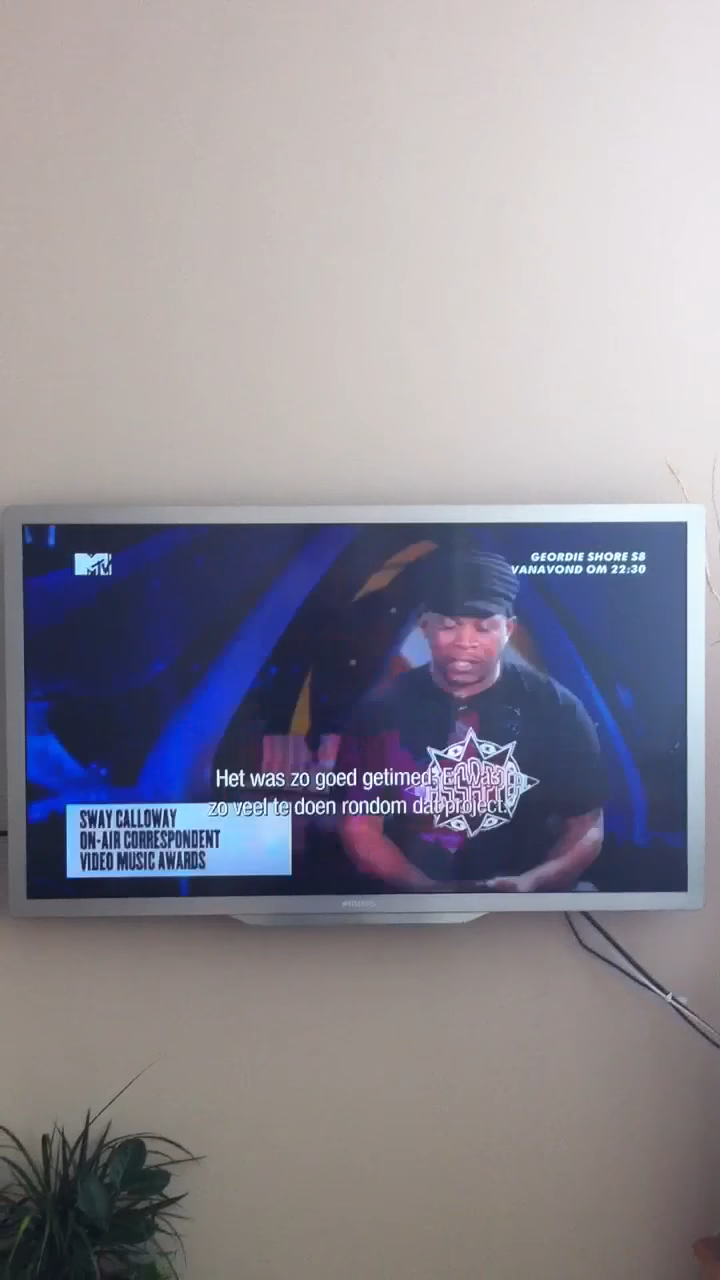 MTV
GEORDIE SHORE S8
VANAVOND OM 22:30
Het was zo goed getimed. Er was
zo veel te doen rondom dat project.
SWAY CALLOWAY
ON-AIR CORRESPONDENT
VIDEO MUSIC AWARDS
PHILIPS